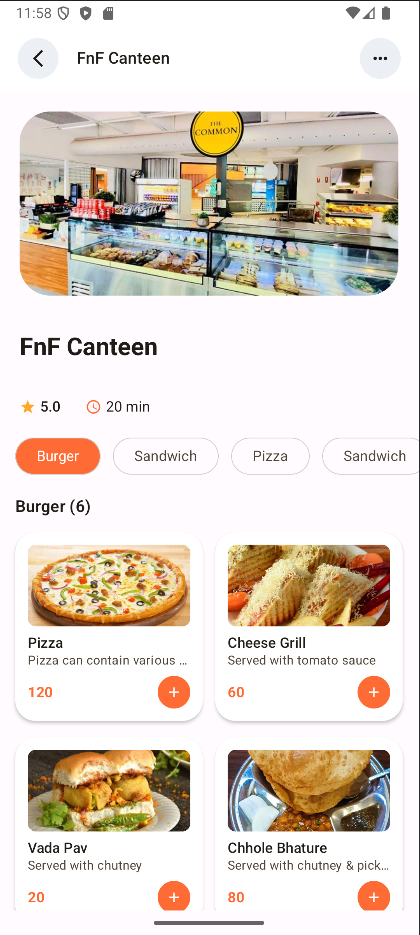 11:58
FnF Canteen
THE
COMMON
FnF Canteen
5.0 20 min
Burger Sandwich Pizza Sandwich
Burger (6)
Pizza Cheese Grill
Pizza can contain various ... Served with tomato sauce
120 + 60 +
Vada Pav Chhole Bhature
Served with chutney Served with chutney & pick...
20 + 80 +